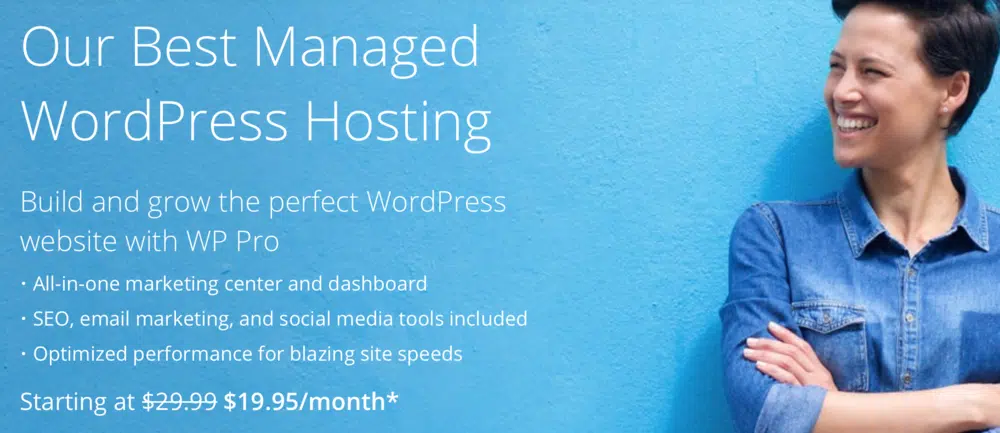 Our Best Managed
WordPress Hosting
Build and grow the perfect WordPress
website with WP Pro
· All-in-one marketing center and dashboard
· SEO, email marketing, and social media tools included
· Optimized performance for blazing site speeds
Starting at $29.99 $19.95/month*